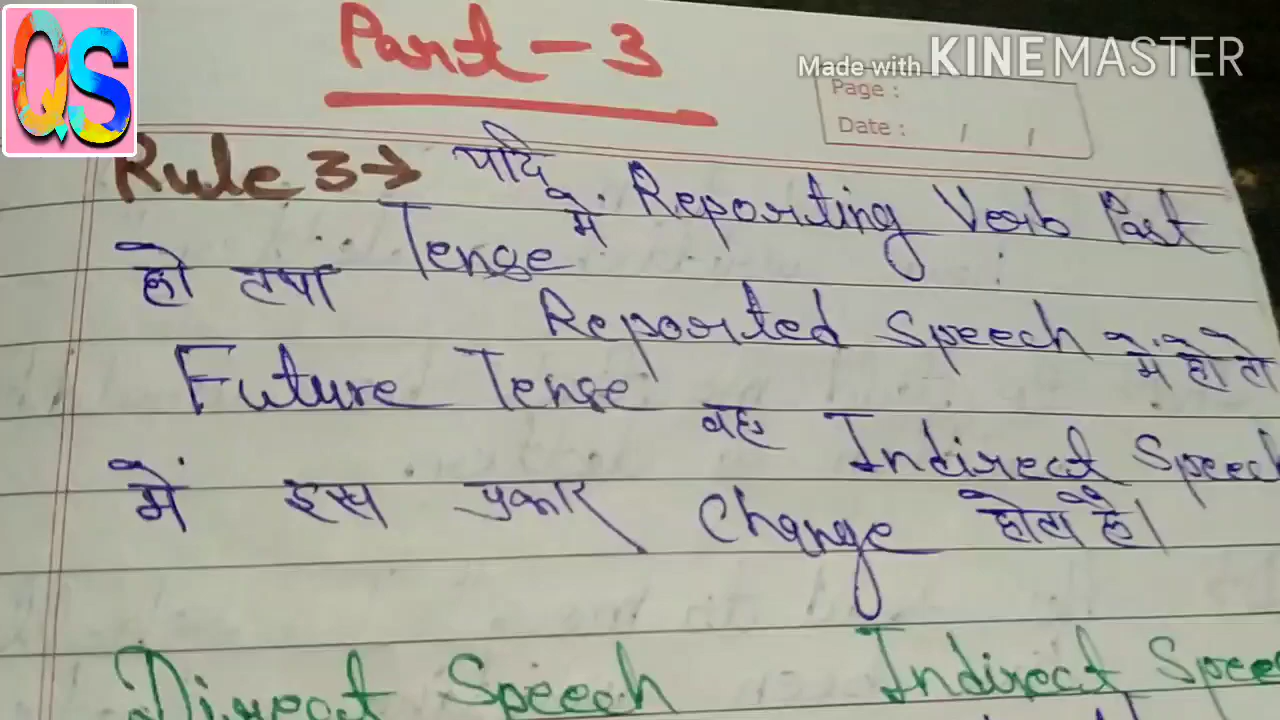 QS
Part - 3
Made with KINEMASTER
Page :
Date : / /
Rule 3→ यदि Reporting Verb Past
Tense में
हो तथा Reported Speech
Future Tense में हो तो
वह Indirect Speech
में इस प्रकार change होता है।
Direct Speech Indirect Speec